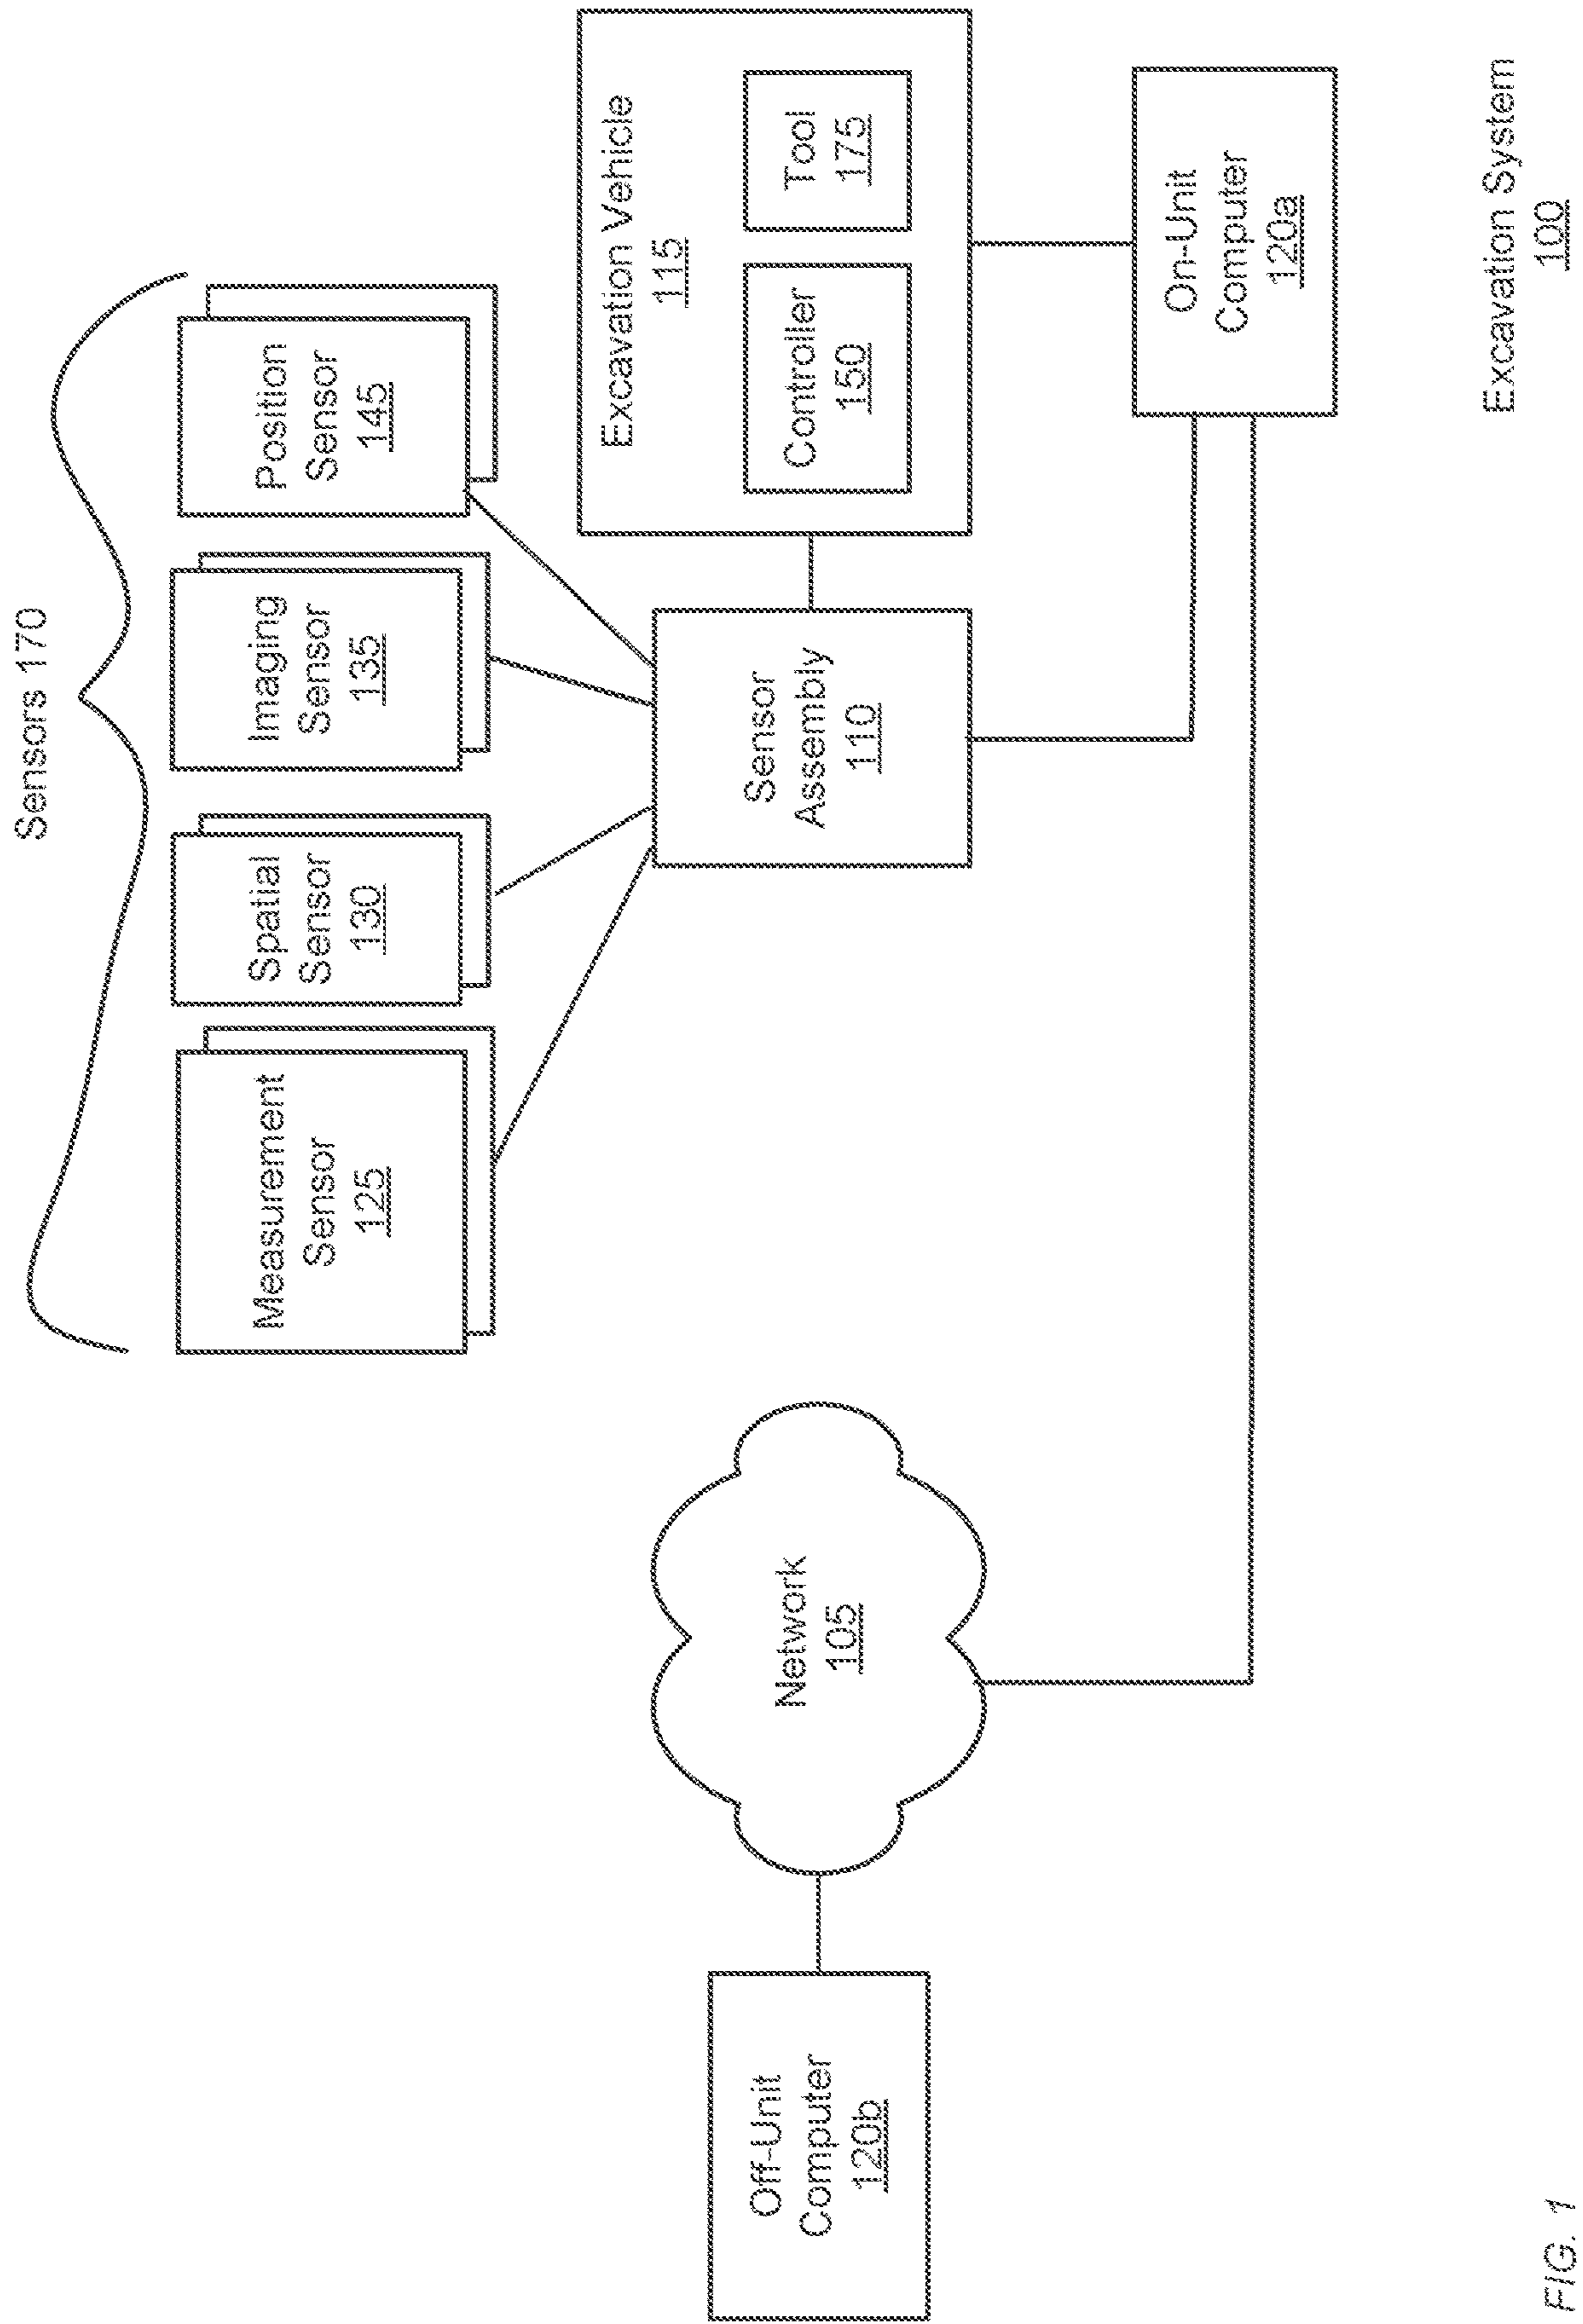 Sensors 170
Measurement
Sensor
125
Spatial
Sensor
130
Imaging
Sensor
135
Position
Sensor
145
Excavation Vehicle
115
Controller
150
Tool
175
Sensor
Assembly
110
Network
105
Off-Unit
Computer
120b
On-Unit
Computer
120a
Excavation System
100
FIG. 1